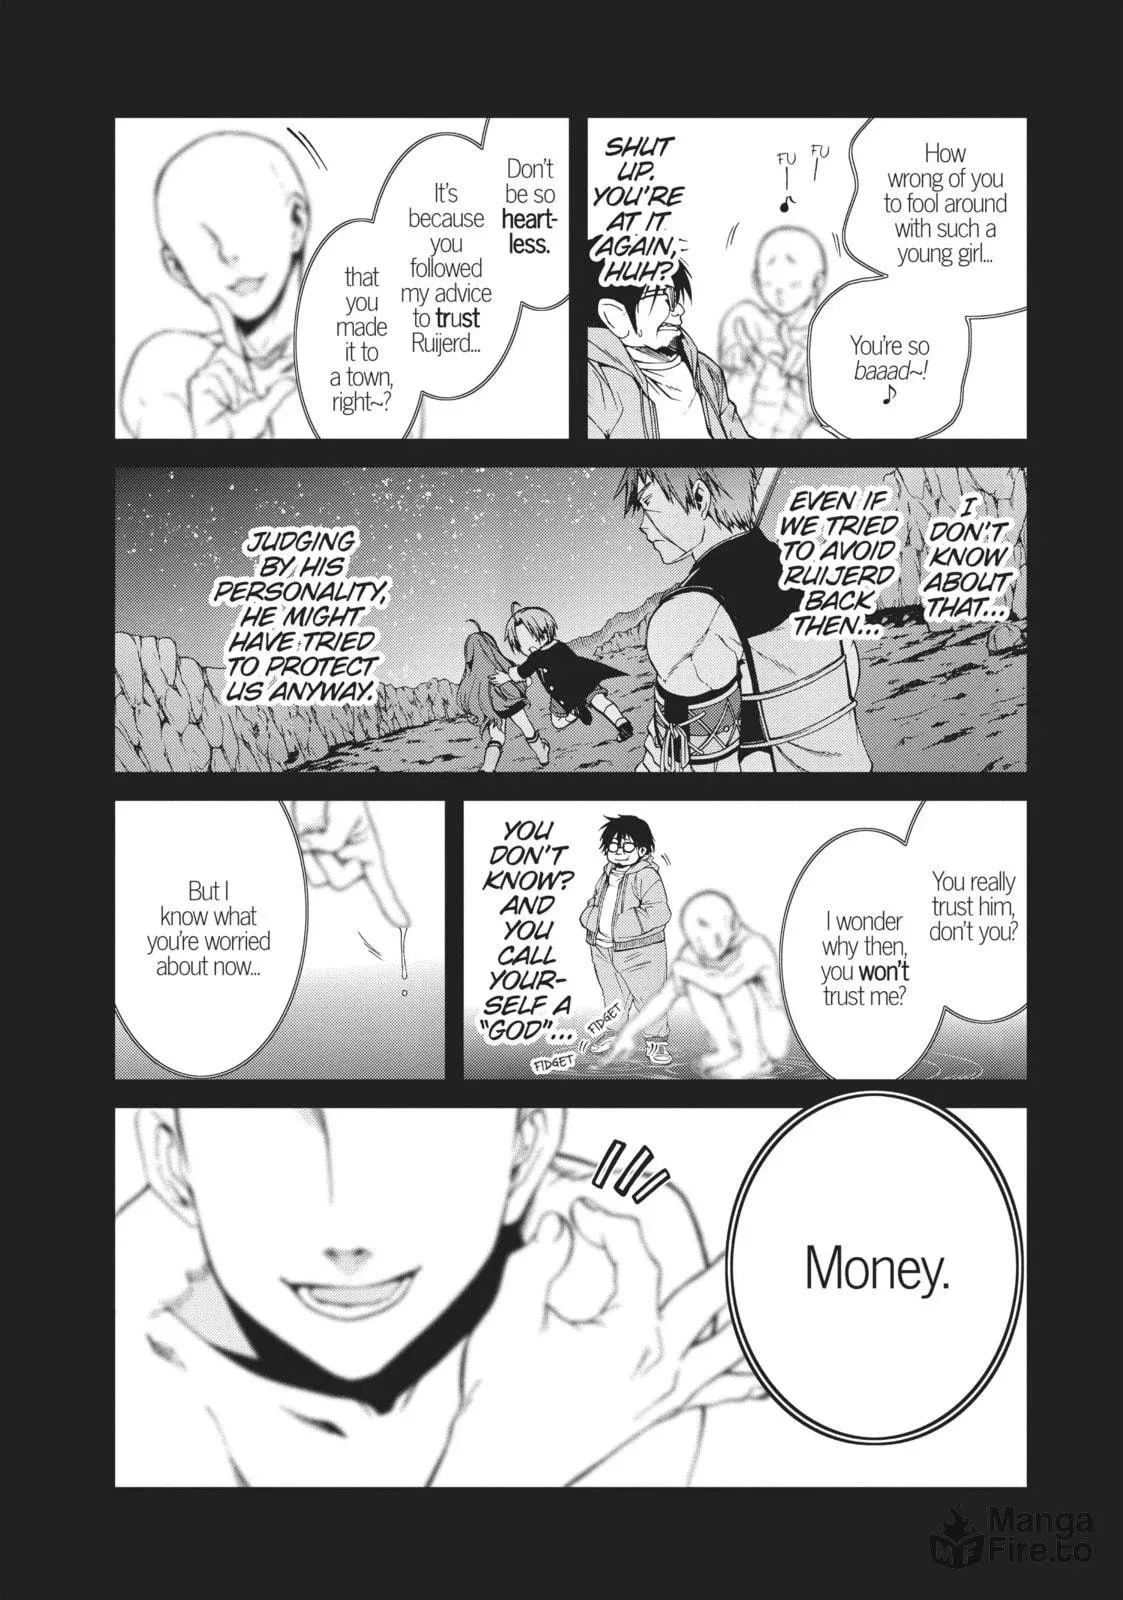 How
wrong of you
to fool around
with such a
young girl...
You're so
baaad~!
♪
FU
FU
♪
SHUT
UP.
YOU'RE
AT IT
AGAIN,
HUH?
Don't
be so
heart-
less.
It's
because
you
followed
my advice
to trust
Ruijerd...
that
you
made
it to
a town,
right~?
I
DON'T
KNOW
ABOUT
THAT...
EVEN IF
WE TRIED
TO AVOID
RUIJERD
BACK
THEN...
JUDGING
BY HIS
PERSONALITY,
HE MIGHT
HAVE TRIED
TO PROTECT
US ANYWAY.
You really
trust him,
don't you?
I wonder
why then,
you won't
trust me?
FIDGET
FIDGET
YOU
DON'T
KNOW?
AND
YOU
CALL
YOUR-
SELF A
"GOD"...
But I
know what
you're worried
about now...
Money.
Manga
Fire.to
MF